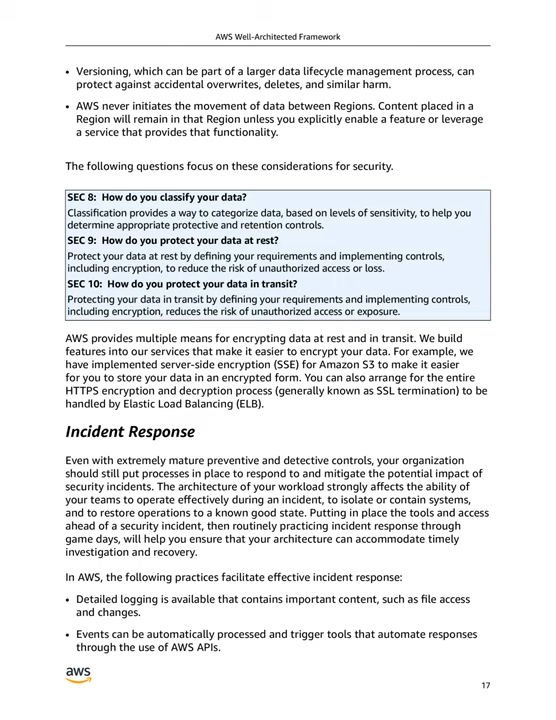 AWS Well-Architected Framework
• Versioning, which can be part of a larger data lifecycle management process, can
protect against accidental overwrites, deletes, and similar harm.
• AWS never initiates the movement of data between Regions. Content placed in a
Region will remain in that Region unless you explicitly enable a feature or leverage
a service that provides that functionality.
The following questions focus on these considerations for security.
SEC 8: How do you classify your data?
Classification provides a way to categorize data, based on levels of sensitivity, to help you
determine appropriate protective and retention controls.
SEC 9: How do you protect your data at rest?
Protect your data at rest by defining your requirements and implementing controls,
including encryption, to reduce the risk of unauthorized access or loss.
SEC 10: How do you protect your data in transit?
Protecting your data in transit by defining your requirements and implementing controls,
including encryption, reduces the risk of unauthorized access or exposure.
AWS provides multiple means for encrypting data at rest and in transit. We build
features into our services that make it easier to encrypt your data. For example, we
have implemented server-side encryption (SSE) for Amazon S3 to make it easier
for you to store your data in an encrypted form. You can also arrange for the entire
HTTPS encryption and decryption process (generally known as SSL termination) to be
handled by Elastic Load Balancing (ELB).
Incident Response
Even with extremely mature preventive and detective controls, your organization
should still put processes in place to respond to and mitigate the potential impact of
security incidents. The architecture of your workload strongly affects the ability of
your teams to operate effectively during an incident, to isolate or contain systems,
and to restore operations to a known good state. Putting in place the tools and access
ahead of a security incident, then routinely practicing incident response through
game days, will help you ensure that your architecture can accommodate timely
investigation and recovery.
In AWS, the following practices facilitate effective incident response:
• Detailed logging is available that contains important content, such as file access
and changes.
• Events can be automatically processed and trigger tools that automate responses
through the use of AWS APIs.
aws
17